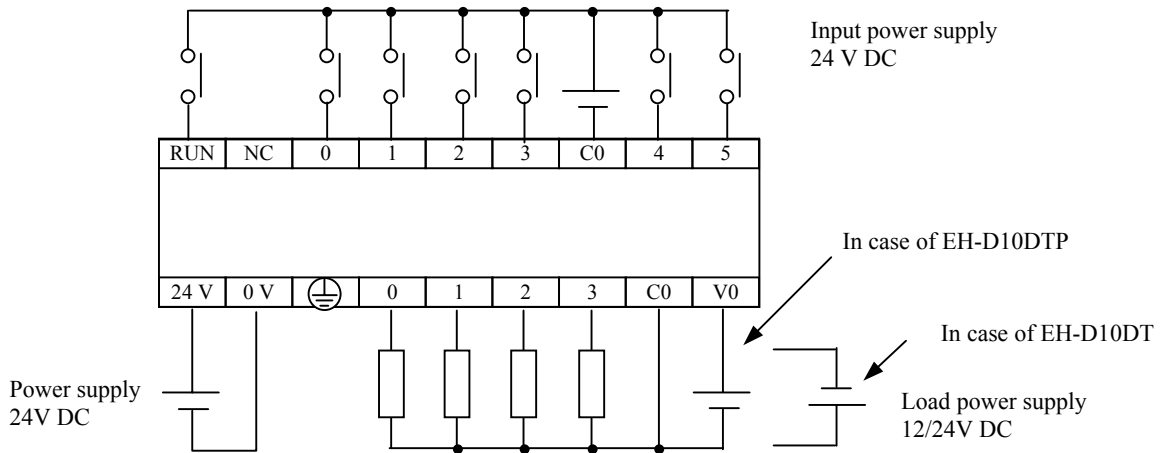 Input power supply
24 V DC
RUN NC 0 1 2 3 C0 4 5
In case of EH-D10DTP
24 V 0 V 0 1 2 3 C0 V0
In case of EH-D10DT
Power supply
24V DC
Load power supply
12/24V DC